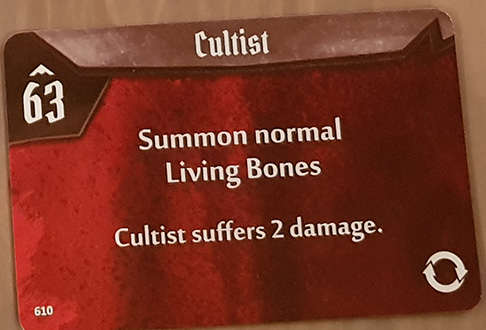 Cultist
63
Summon normal
Living Bones
Cultist suffers 2 damage.
610